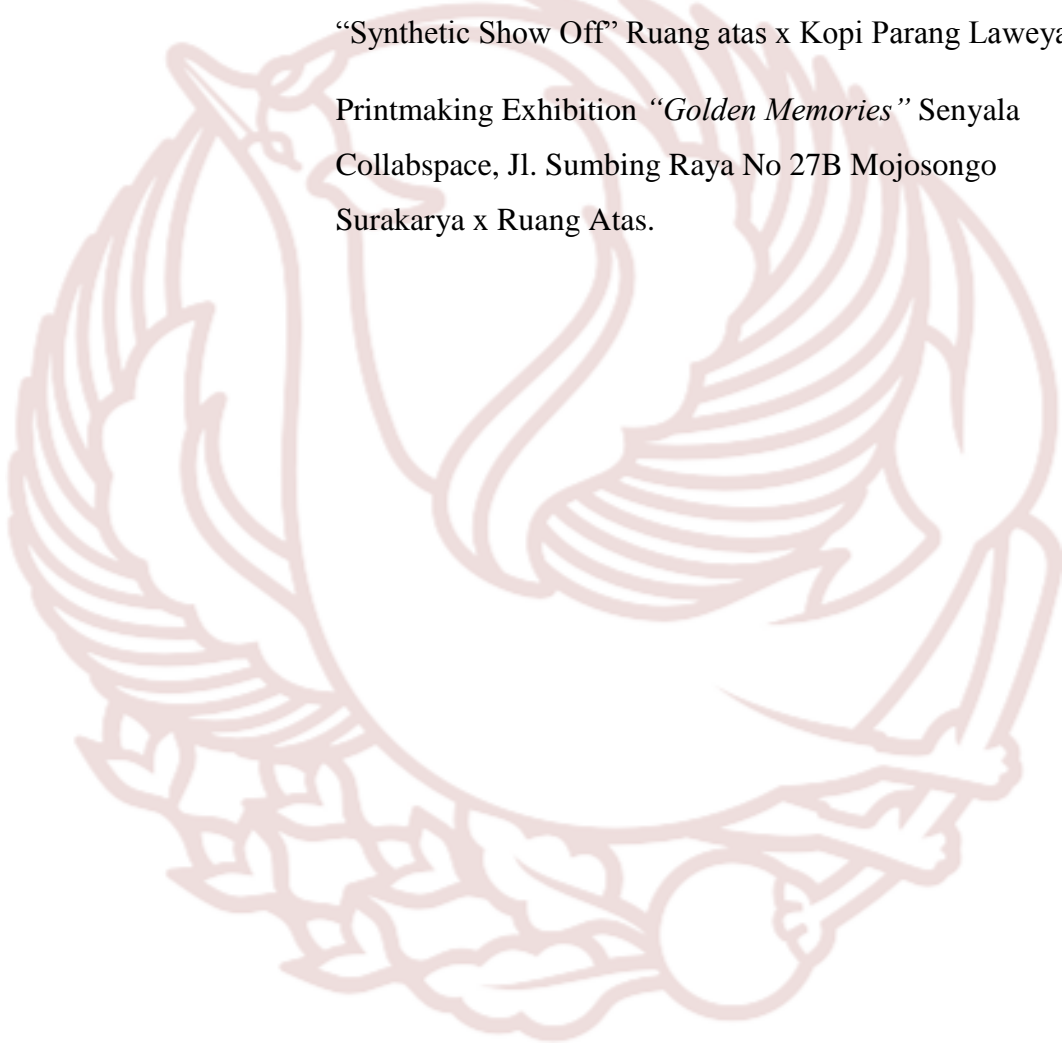 “Synthetic Show Off” Ruang atas x Kopi Parang
Printmaking Exhibition “Golden Memories” Senyala
Collabspace, Jl. Sumbing Raya No 27B Mojosongo
Surakarya x Ruang Atas.